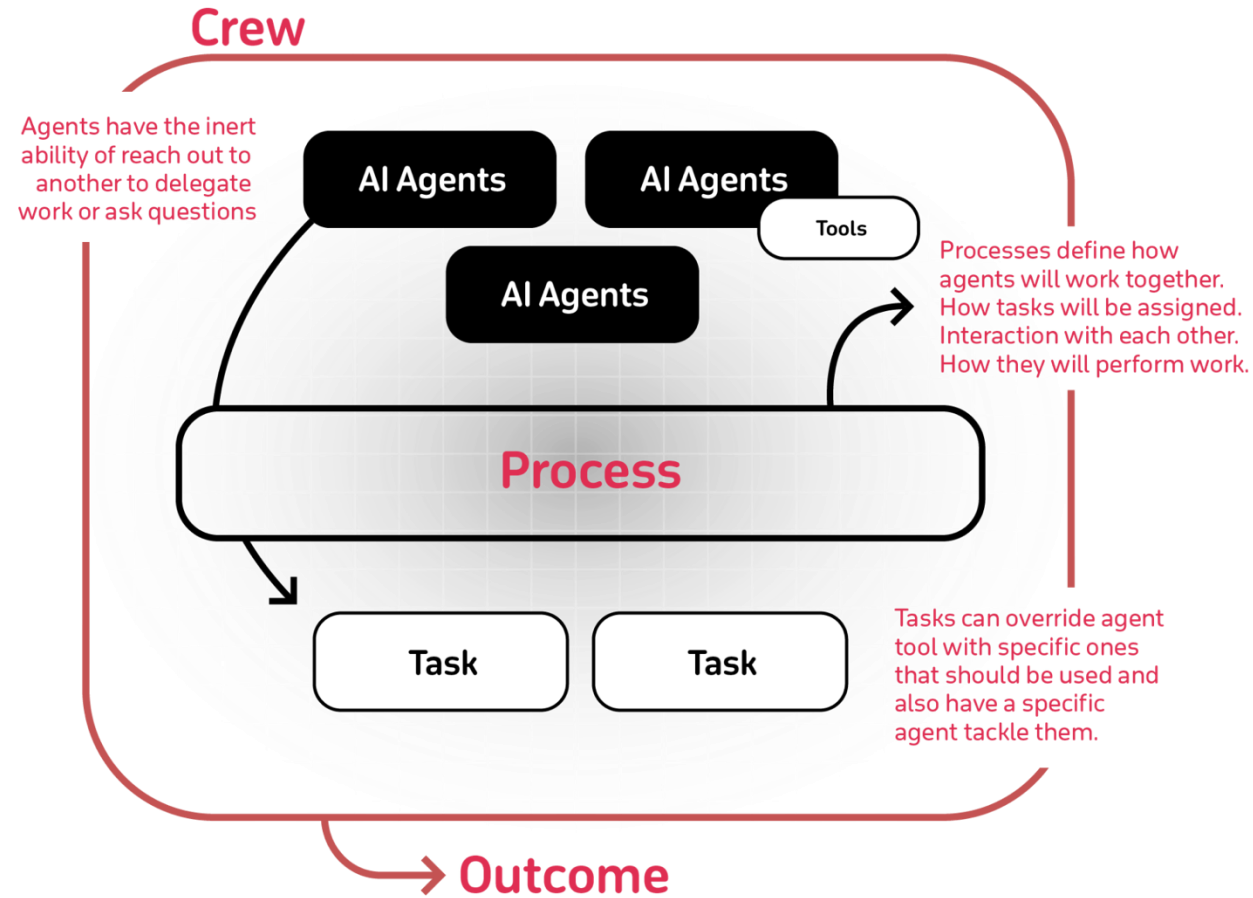 Crew
Agents have the inert
ability of reach out to
another to delegate
work or ask questions
AI Agents
AI Agents
Tools
AI Agents
Processes define how
agents will work together.
How tasks will be assigned.
Interaction with each other.
How they will perform work.
Process
Task
Task
Tasks can override agent
tool with specific ones
that should be used and
also have a specific
agent tackle them.
Outcome